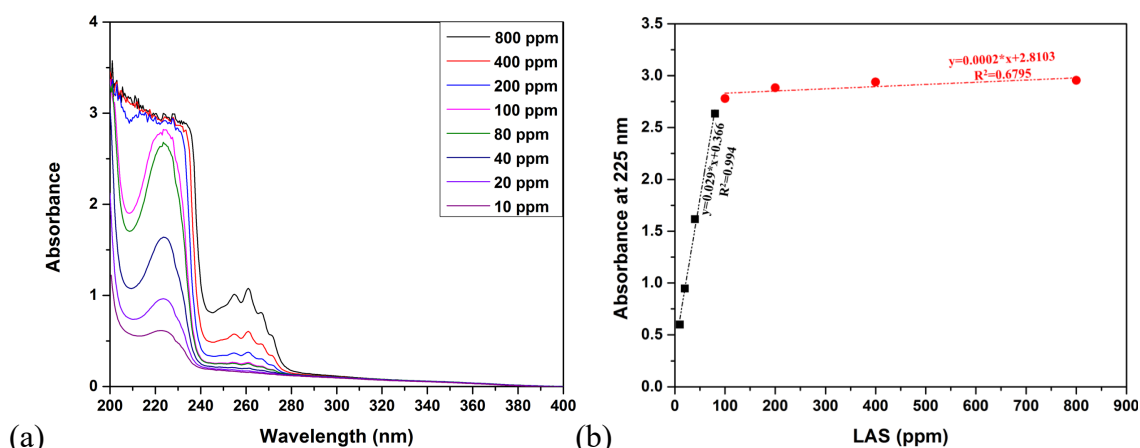 4
3
2
1
0
200
220
240
260
280
300
320
340
360
380
400
Absorbance
Wavelength (nm)
800 ppm
400 ppm
200 ppm
100 ppm
80 ppm
40 ppm
20 ppm
10 ppm
(a)
3.5
3.0
2.5
2.0
1.5
1.0
0.5
0.0
0
100
200
300
400
500
600
700
800
900
Absorbance at 225 nm
LAS (ppm)
y=0.0002*x+2.8103
R²=0.6795
y=0.029*x+0.366
R²=0.994
(b)